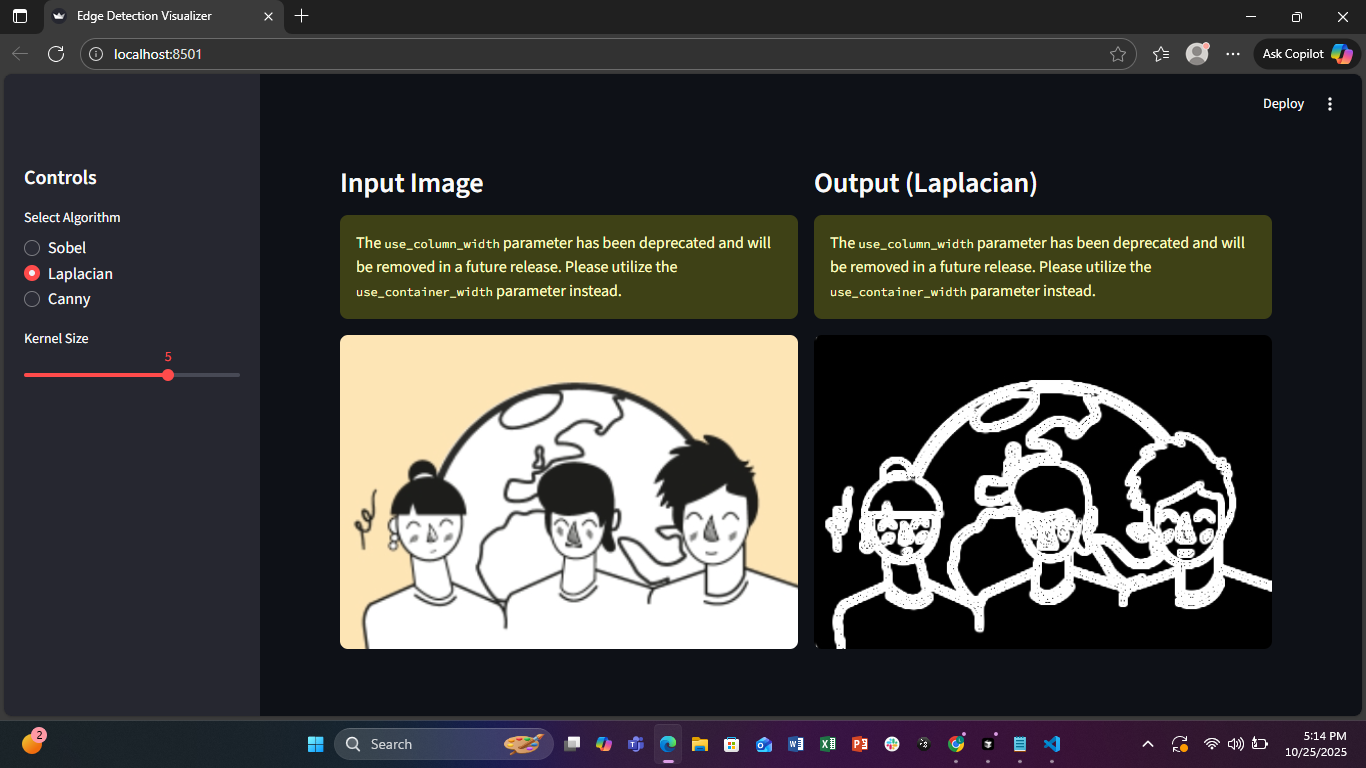 Edge Detection Visualizer
localhost:8501
Ask Copilot
Deploy
Controls
Select Algorithm
Sobel
Laplacian
Canny
Kernel Size
5
Input Image
The use_column_width parameter has been deprecated and will
be removed in a future release. Please utilize the
use_container_width parameter instead.
Output (Laplacian)
The use_column_width parameter has been deprecated and will
be removed in a future release. Please utilize the
use_container_width parameter instead.
2
Search
5:14 PM
10/25/2025